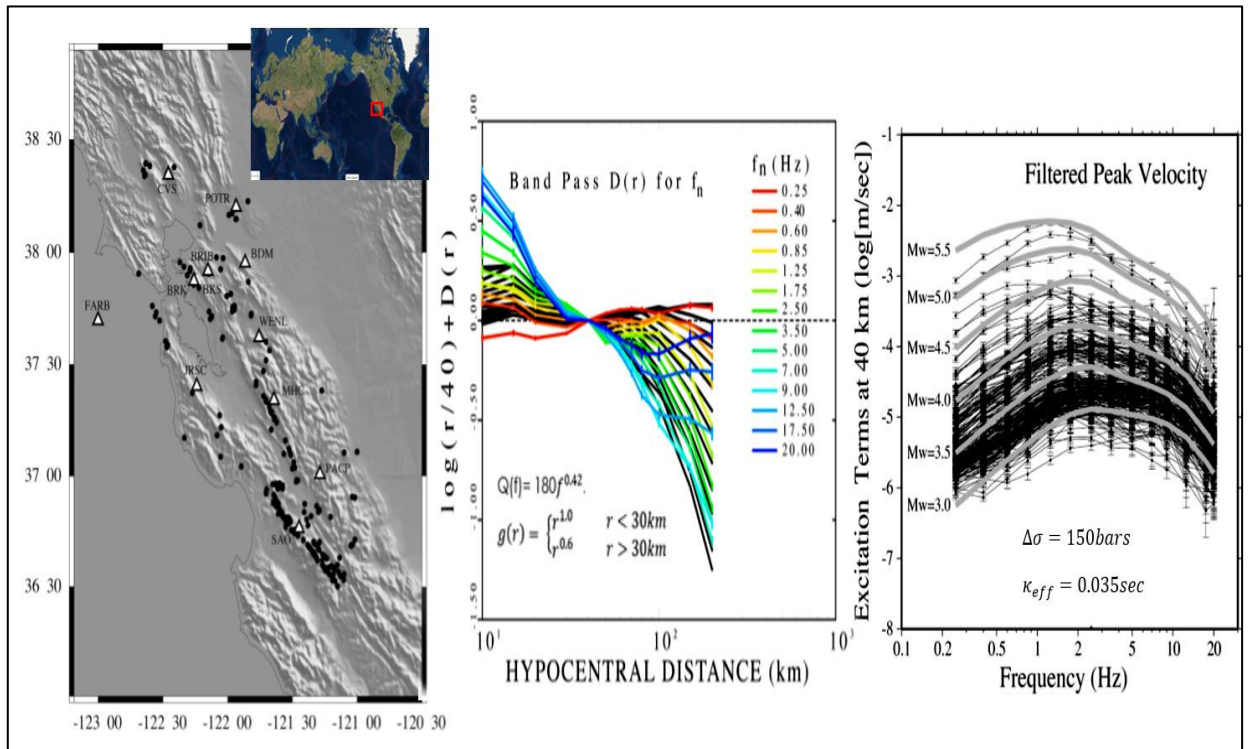 38 30
38 00
37 30
37 00
36 30
-123 00
-122 30
-122 00
-121 30
-121 00
-120 30
CVS
POTR
BRIB
BDM
BRK
BKS
FARB
WENL
JRSC
MHC
PACP
SAO
log(r/40)+D(r)
1.00
0.50
0.00
-0.50
-1.00
-1.50
Band Pass D(r) for fn
fn (Hz)
0.25
0.40
0.60
0.85
1.25
1.75
2.50
3.50
5.00
7.00
9.00
12.50
17.50
20.00
Q(f)= 180f^0.42.
g(r) = { r^1.0 r < 30km
r^0.6 r > 30km
10^1
10^2
10^3
HYPOCENTRAL DISTANCE (km)
Excitation Terms at 40 km (log[m/sec])
-1
-2
-3
-4
-5
-6
-7
-8
Filtered Peak Velocity
Mw=5.5
Mw=5.0
Mw=4.5
Mw=4.0
Mw=3.5
Mw=3.0
Δσ = 150bars
κeff = 0.035sec
0.1
0.2
1
2
10
20
Frequency (Hz)